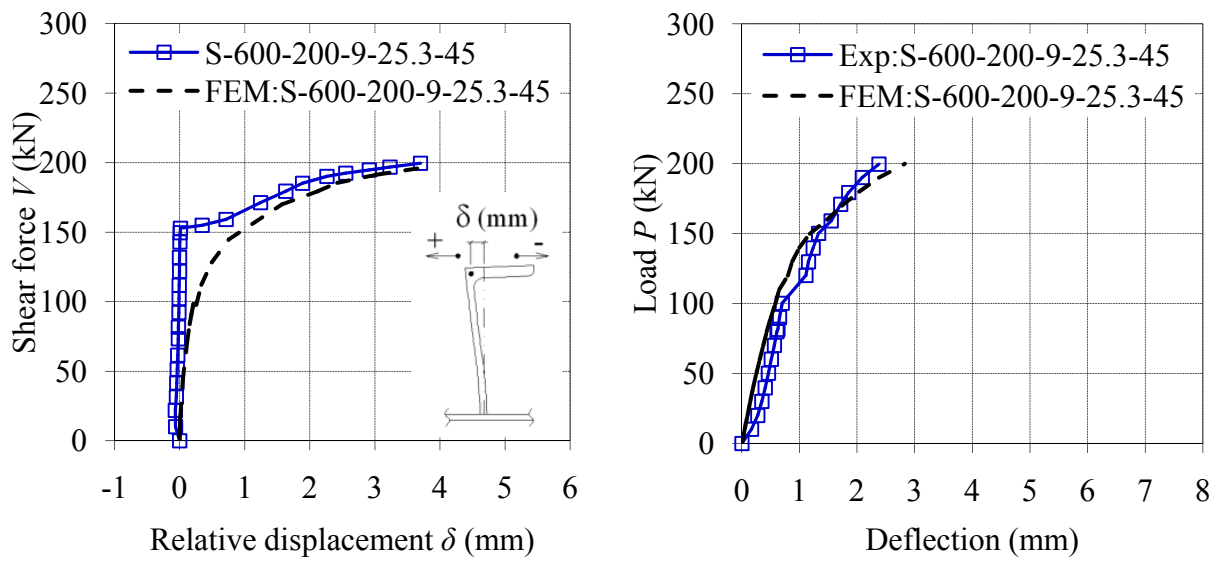 300
250
200
150
100
50
0
Shear force V (kN)
S-600-200-9-25.3-45
FEM:S-600-200-9-25.3-45
δ (mm)
+
-
-1 0 1 2 3 4 5 6
Relative displacement δ (mm)
300
250
200
150
100
50
0
Load P (kN)
Exp:S-600-200-9-25.3-45
FEM:S-600-200-9-25.3-45
0 1 2 3 4 5 6 7 8
Deflection (mm)